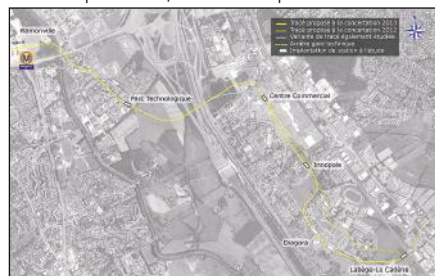 Ramonville
M
Parc Technologique
Centre Commercial
Innopole
Diagora
Labège-La Cadène
Tracé proposé à la concertation 2013
Tracé proposé à la concertation 2012
Variante de tracé également étudiée
Arrière gare technique
Implantation de station à l'étude